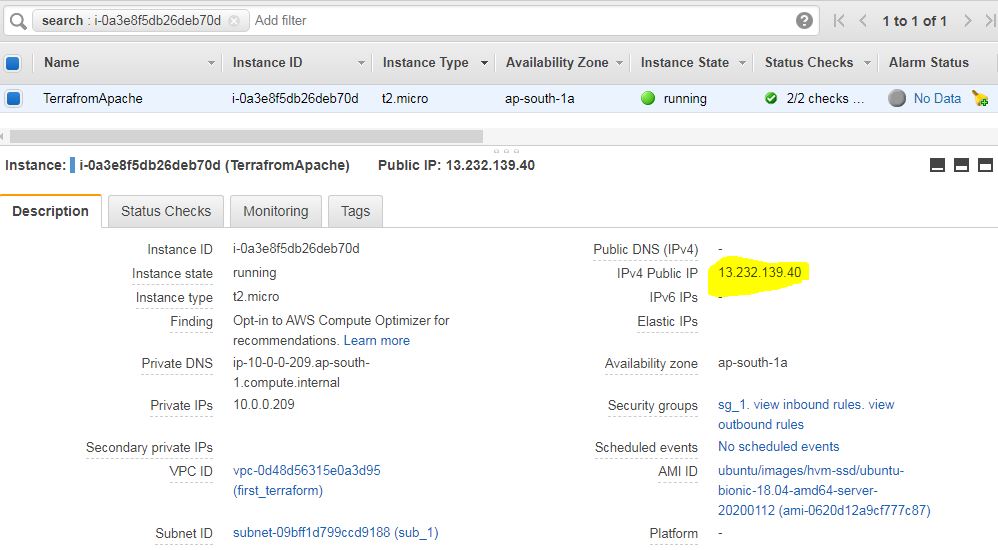 search : i-0a3e8f5db26deb70d Add filter 1 to 1 of 1
Name Instance ID Instance Type Availability Zone Instance State Status Checks Alarm Status
TerrafromApache i-0a3e8f5db26deb70d t2.micro ap-south-1a running 2/2 checks ... No Data
Instance: i-0a3e8f5db26deb70d (TerrafromApache) Public IP: 13.232.139.40
Description Status Checks Monitoring Tags
Instance ID i-0a3e8f5db26deb70d Public DNS (IPv4) -
Instance state running IPv4 Public IP 13.232.139.40
Instance type t2.micro IPv6 IPs -
Finding Opt-in to AWS Compute Optimizer for Elastic IPs
recommendations. Learn more
Private DNS ip-10-0-0-209.ap-south- Availability zone ap-south-1a
1.compute.internal
Private IPs 10.0.0.209 Security groups sg_1. view inbound rules. view
outbound rules
Secondary private IPs Scheduled events No scheduled events
VPC ID vpc-0d48d56315e0a3d95 AMI ID ubuntu/images/hvm-ssd/ubuntu-
(first_terraform) bionic-18.04-amd64-server-
20200112 (ami-0620d12a9cf777c87)
Subnet ID subnet-09bff1d799ccd9188 (sub_1) Platform -